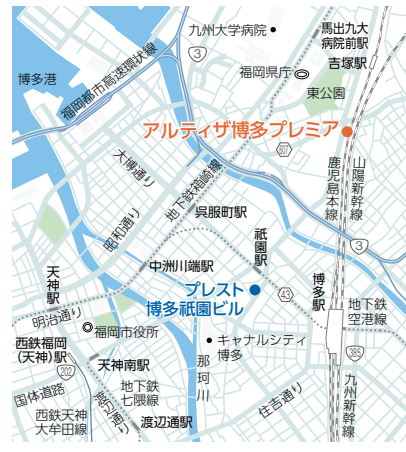 九州大学病院
馬出九大
病院前駅
吉塚駅
3
福岡県庁
東公園
博多港
福岡都市高速環状線
アルティザ博多プレミア
607
大博通り
地下鉄箱崎線
昭和通り
鹿児島本線
山陽新幹線
呉服町駅
祇園駅
3
中洲川端駅
博多駅
天神駅
プレスト
博多祇園ビル
43
地下鉄
空港線
明治通り
福岡市役所
キャナルシティ
博多
西鉄福岡
(天神)駅
385
202
天神南駅
那珂川
国体道路
地下鉄
七隈線
渡辺通り
住吉通り
九州新幹線
西鉄天神
大牟田線
渡辺通駅